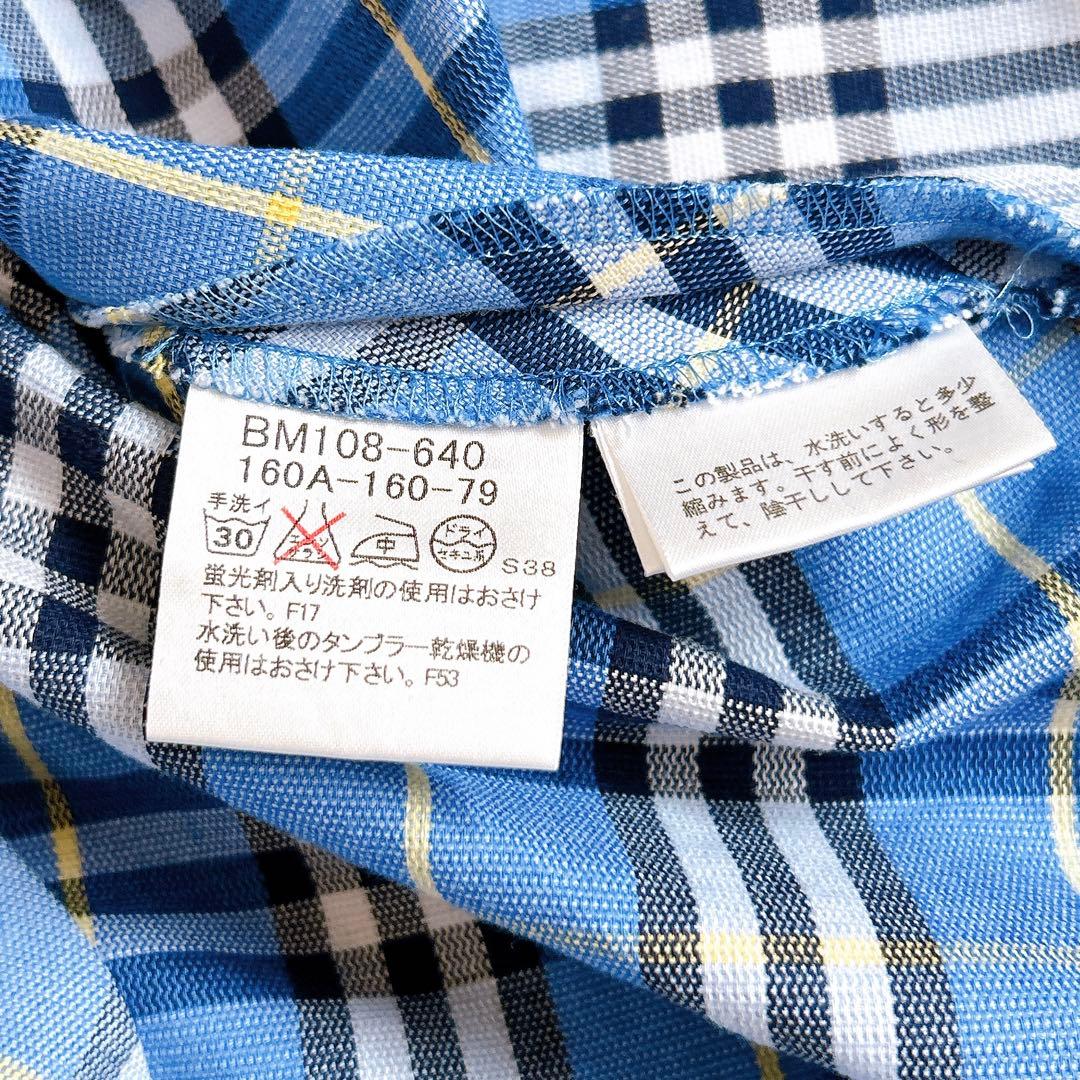 BM108-640
160A-160-79
手洗イ
30
エンソ
中
ドライ
セキユ系
S38
蛍光剤入り洗剤の使用はおさけ
下さい。F17
水洗い後のタンブラー乾燥機の
使用はおさけ下さい。F53
この製品は、水洗いすると多少
縮みます。干す前によく形を整
えて、陰干しして下さい。